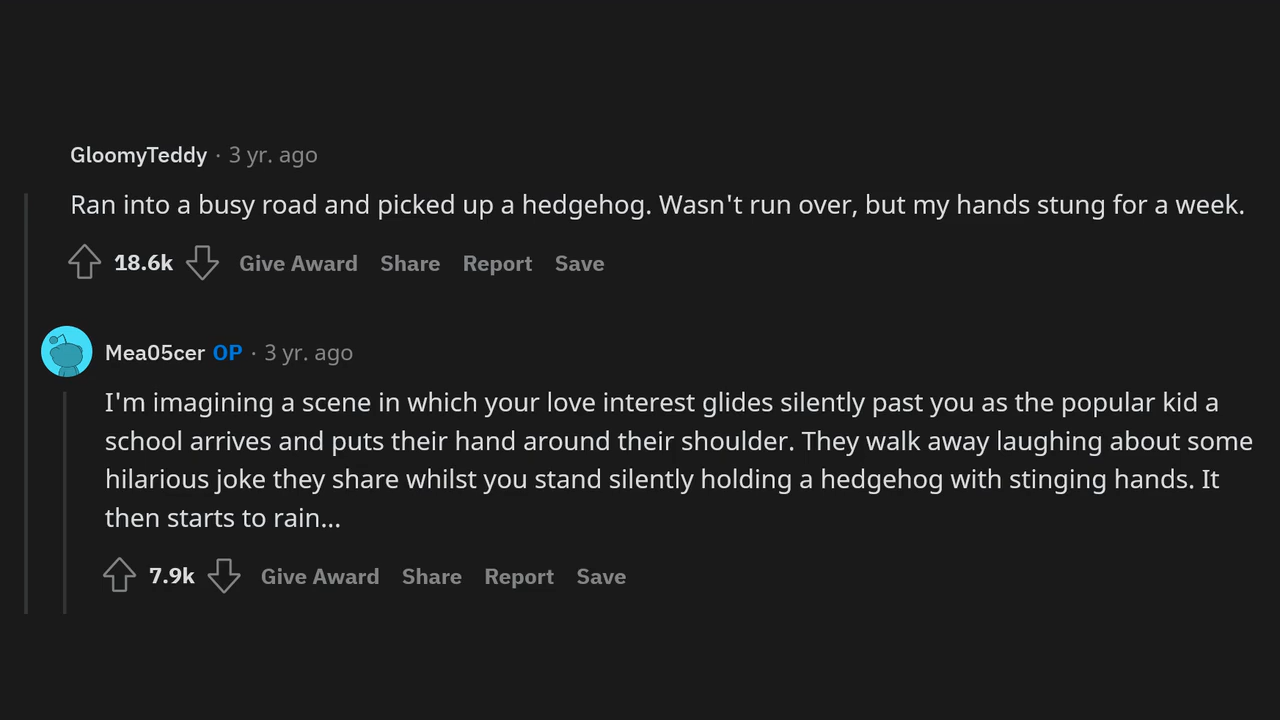 GloomyTeddy · 3 yr. ago
Ran into a busy road and picked up a hedgehog. Wasn't run over, but my hands stung for a week.
18.6k Give Award Share Report Save
Mea05cer OP · 3 yr. ago
I'm imagining a scene in which your love interest glides silently past you as the popular kid a
school arrives and puts their hand around their shoulder. They walk away laughing about some
hilarious joke they share whilst you stand silently holding a hedgehog with stinging hands. It
then starts to rain...
7.9k Give Award Share Report Save